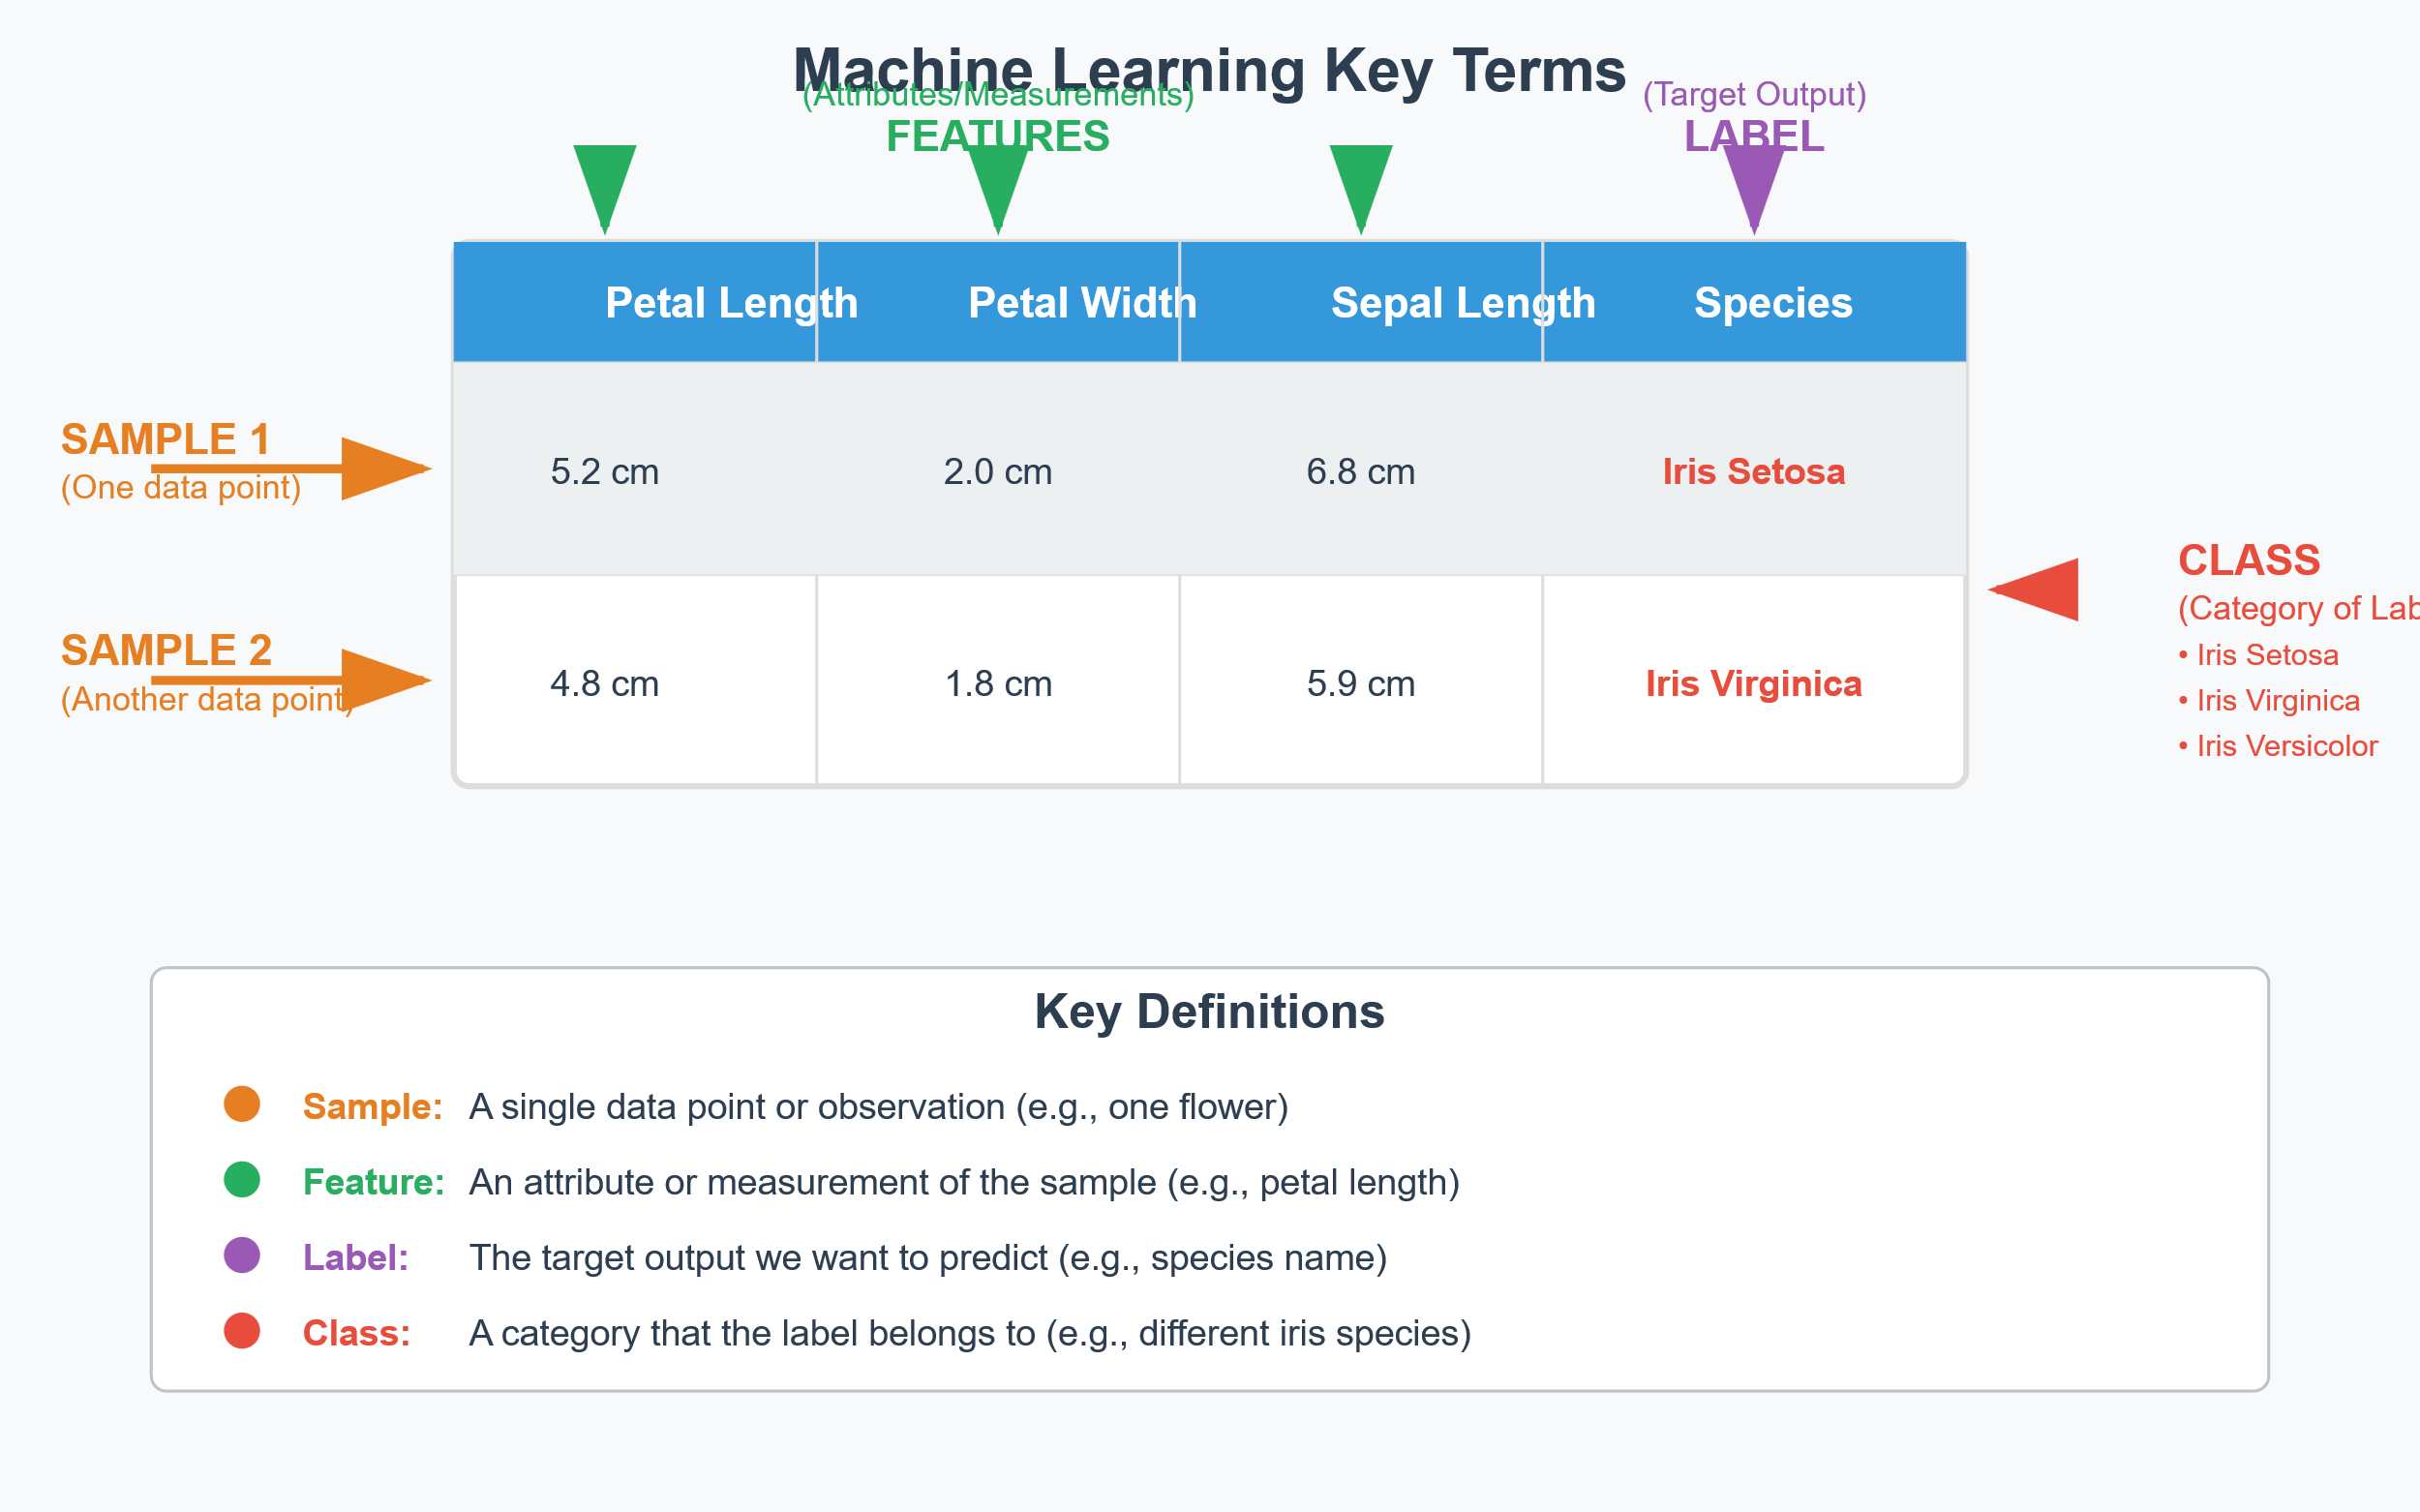 Machine Learning Key Terms
(Attributes/Measurements)
FEATURES
(Target Output)
LABEL
Petal Length Petal Width Sepal Length Species
SAMPLE 1
(One data point)
5.2 cm 2.0 cm 6.8 cm Iris Setosa
SAMPLE 2
(Another data point)
4.8 cm 1.8 cm 5.9 cm Iris Virginica
CLASS
(Category of Lab
• Iris Setosa
• Iris Virginica
• Iris Versicolor
Key Definitions
Sample: A single data point or observation (e.g., one flower)
Feature: An attribute or measurement of the sample (e.g., petal length)
Label: The target output we want to predict (e.g., species name)
Class: A category that the label belongs to (e.g., different iris species)